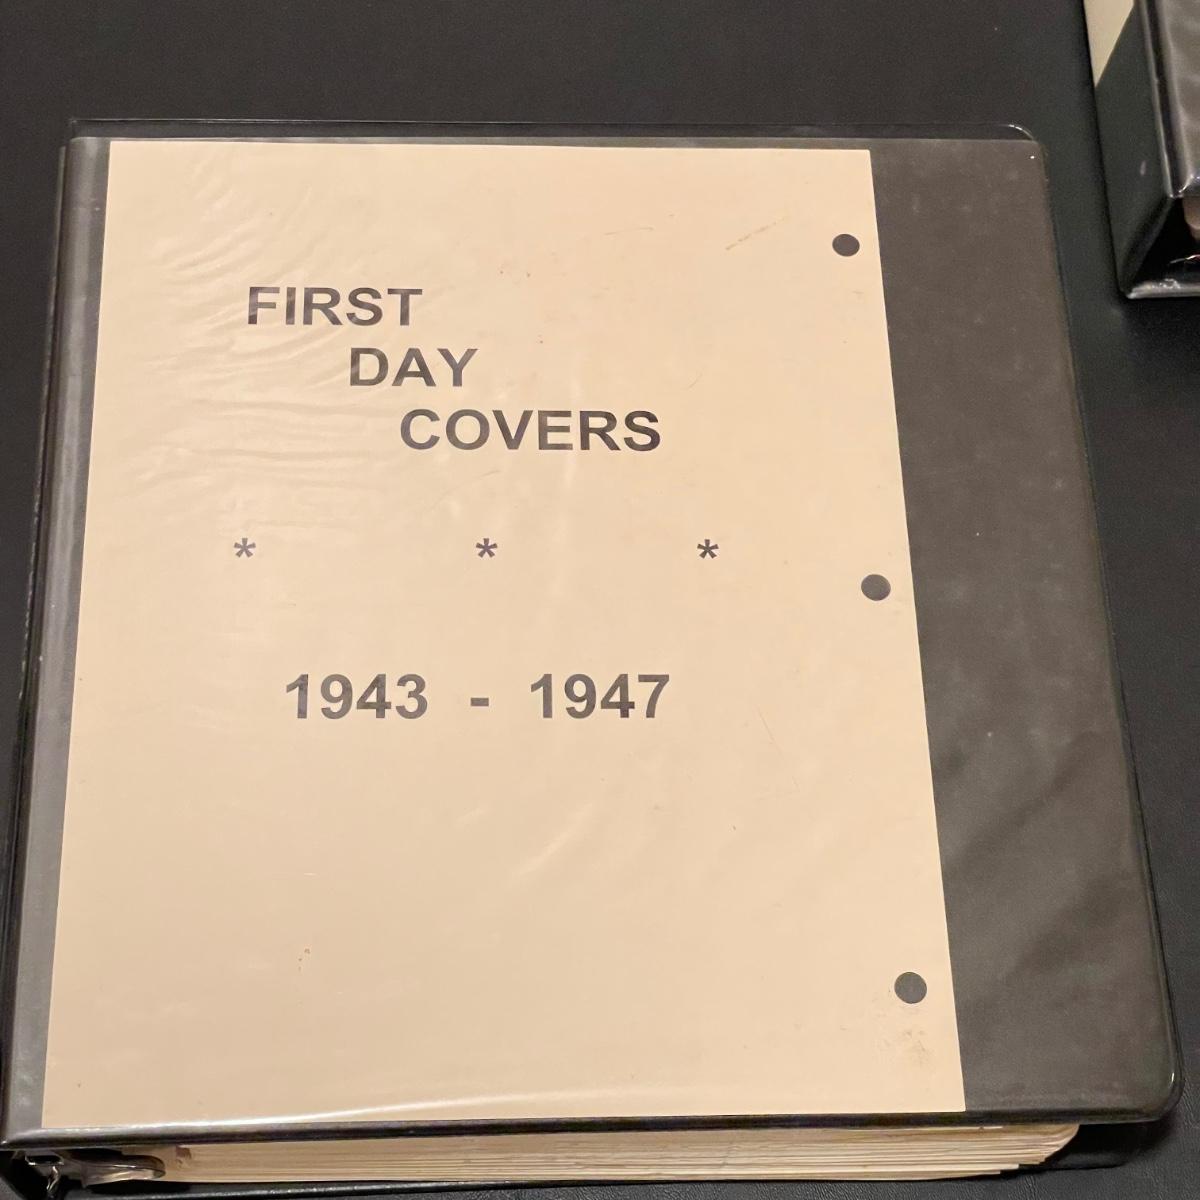 FIRST
DAY
COVERS
* * *
1943 - 1947